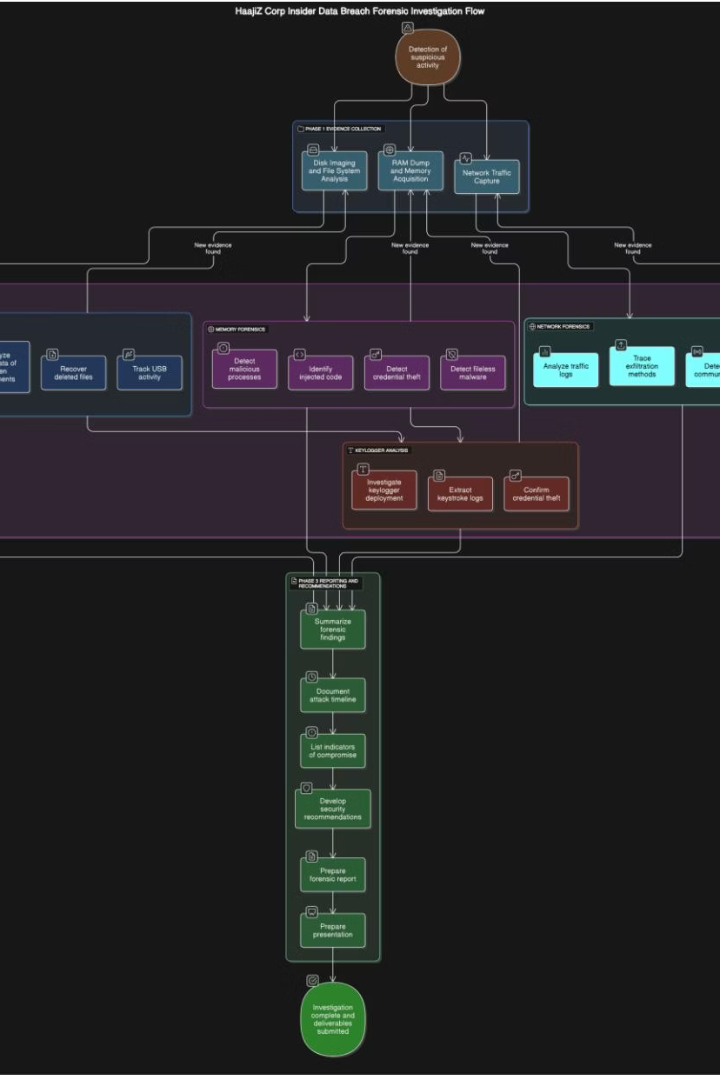 HaajiZ Corp Insider Data Breach Forensic Investigation Flow
Detection of
suspicious
activity
PHASE 1 EVIDENCE COLLECTION
Disk Imaging
and File System
Analysis
RAM Dump
and Memory
Acquisition
Network Traffic
Capture
New evidence
found
New evidence
found
New evidence
found
New evidence
found
Recover
deleted files
Track USB
activity
MEMORY FORENSICS
Detect
malicious
processes
Identify
injected code
Detect
credential theft
Detect fileless
malware
NETWORK FORENSICS
Analyze traffic
logs
Trace
exfiltration
methods
KEYLOGGER ANALYSIS
Investigate
keylogger
deployment
Extract
keystroke logs
Confirm
credential theft
PHASE 3 REPORTING AND
RECOMMENDATIONS
Summarize
forensic
findings
Document
attack timeline
List indicators
of compromise
Develop
security
recommendations
Prepare
forensic report
Prepare
presentation
Investigation
complete and
deliverables
submitted